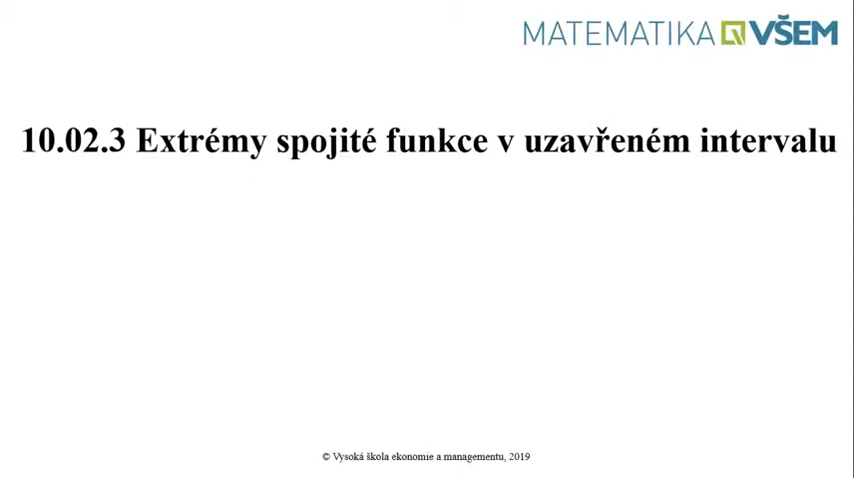 MATEMATIKA VŠEM
10.02.3 Extrémy spojité funkce v uzavřeném intervalu
© Vysoká škola ekonomie a managementu, 2019